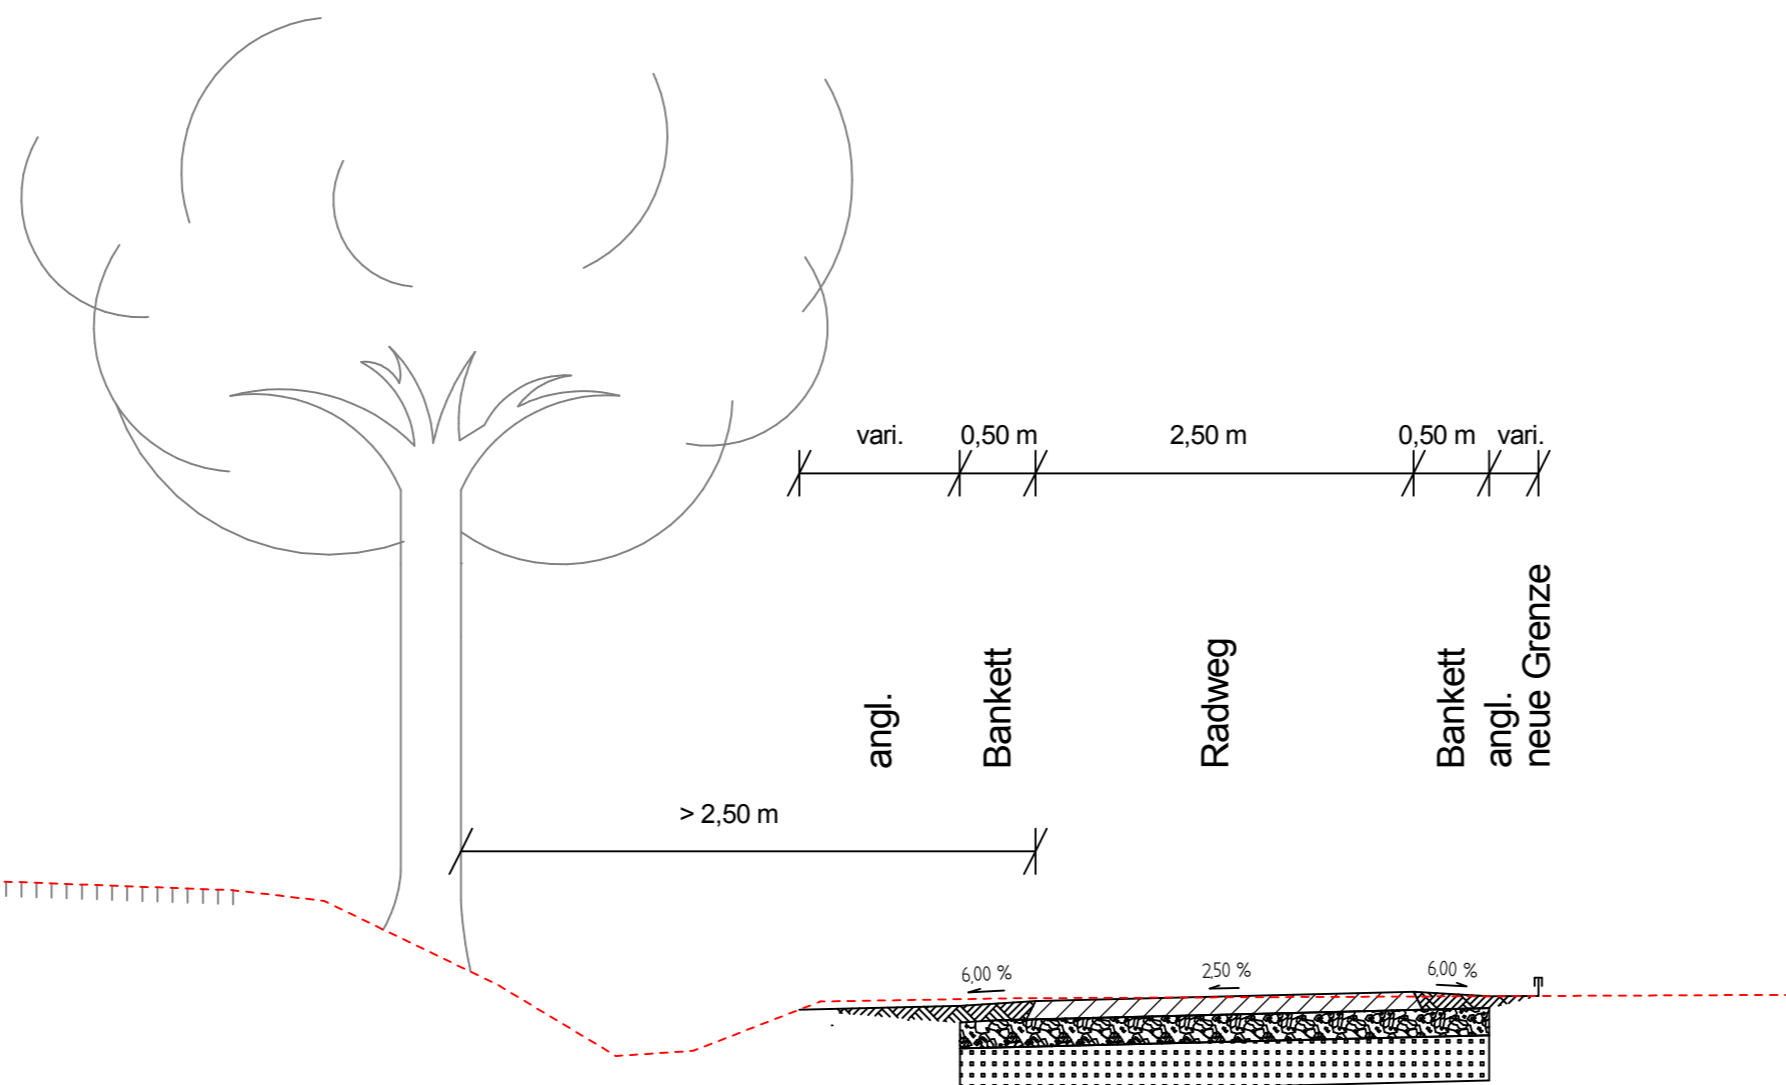 vari.
0,50 m
2,50 m
0,50 m
vari.
angl.
Bankett
Radweg
Bankett
angl.
neue Grenze
> 2,50 m
6,00 %
2,50 %
6,00 %